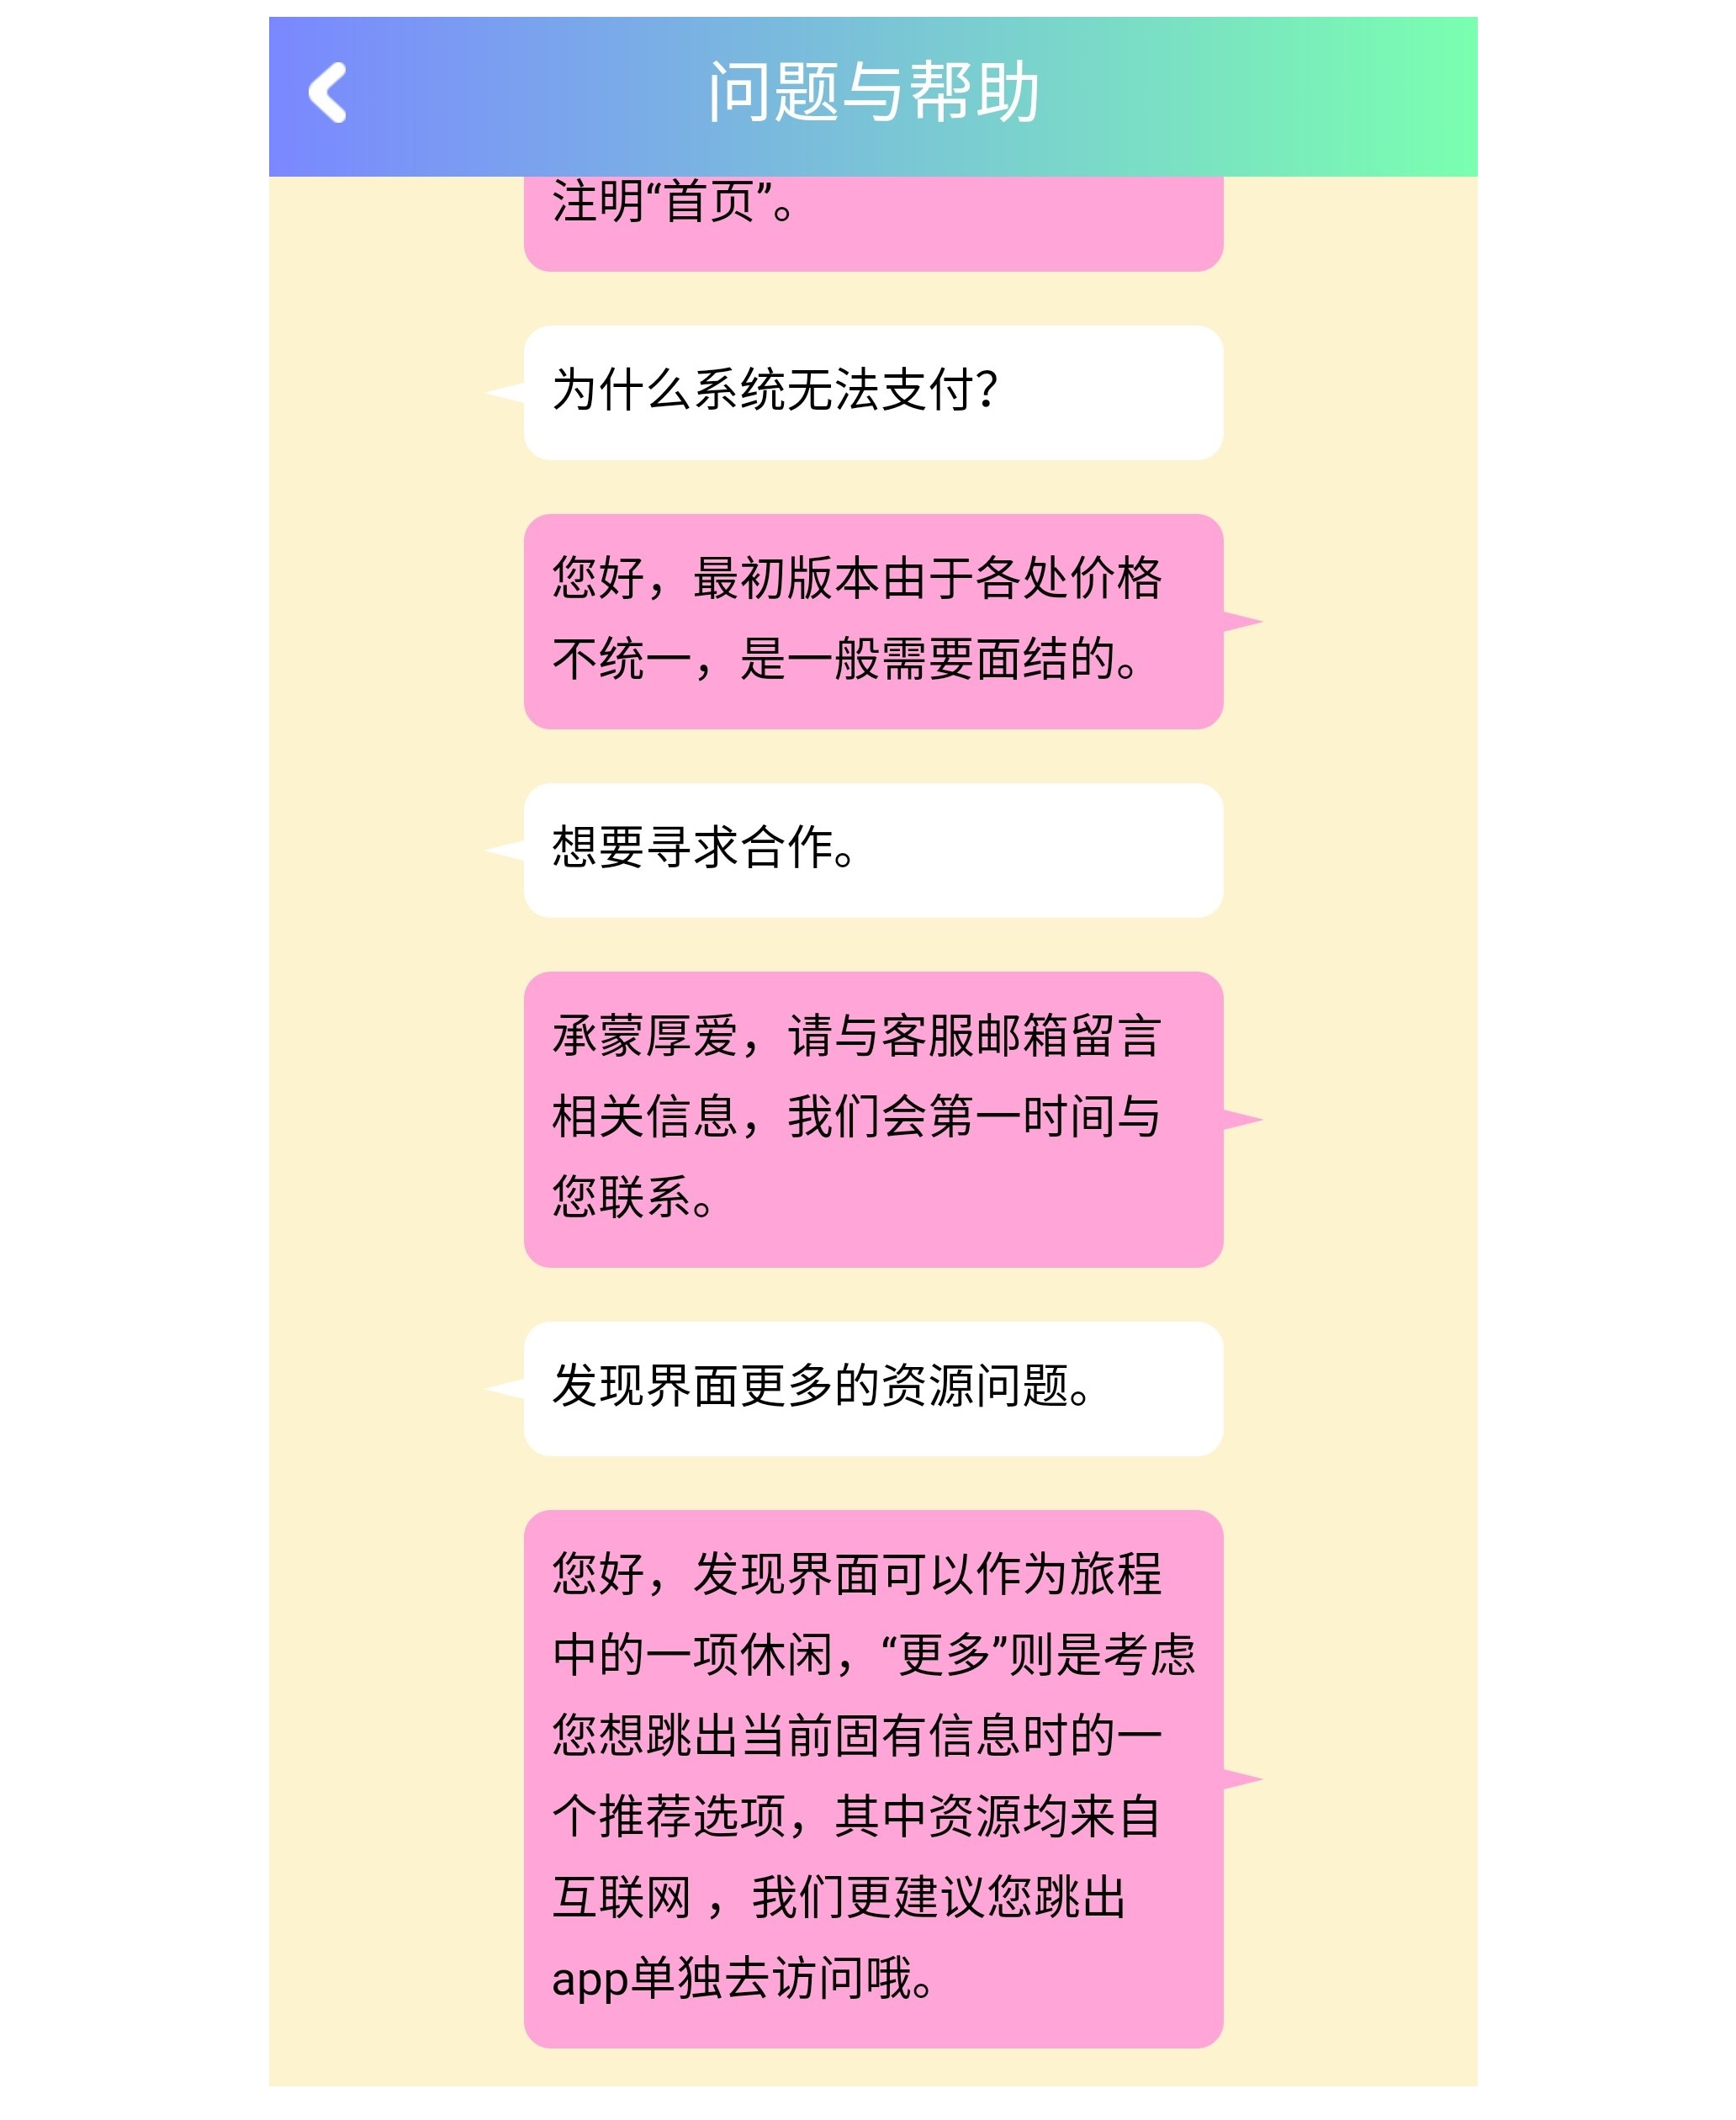 问题与帮助
注明“首页”。
为什么系统无法支付?
您好，最初版本由于各处价格
不统一，是一般需要面结的。
想要寻求合作。
承蒙厚爱，请与客服邮箱留言
相关信息，我们会第一时间与
您联系。
发现界面更多的资源问题。
您好，发现界面可以作为旅程
中的一项休闲，“更多”则是考虑
您想跳出当前固有信息时的一
个推荐选项，其中资源均来自
互联网 ，我们更建议您跳出
app单独去访问哦。